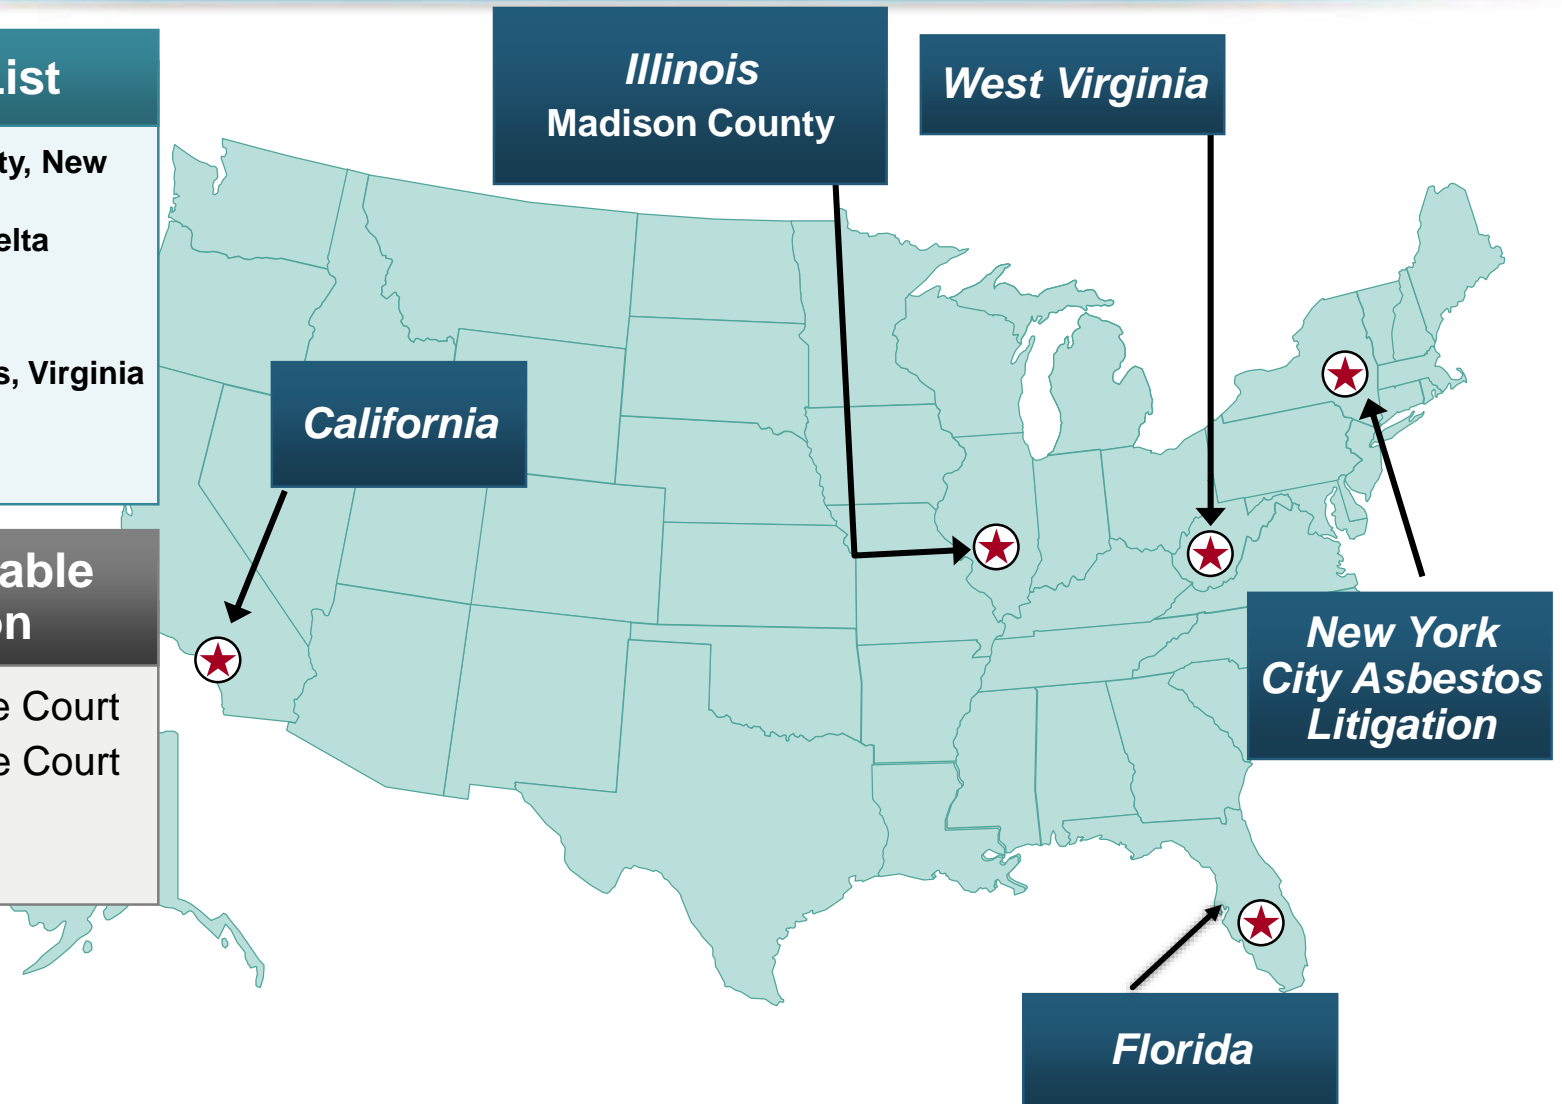 List
ty, New
elta
s, Virginia
able
on
e Court
e Court
Illinois
Madison County
West Virginia
California
New York
City Asbestos
Litigation
Florida